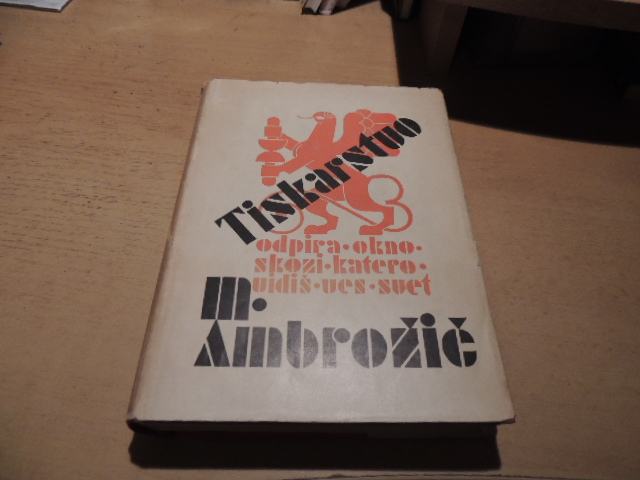 Tiskarstvo
odpira · okno ·
skozi · katero ·
vidiš · ves · svet
m.
Ambrožič